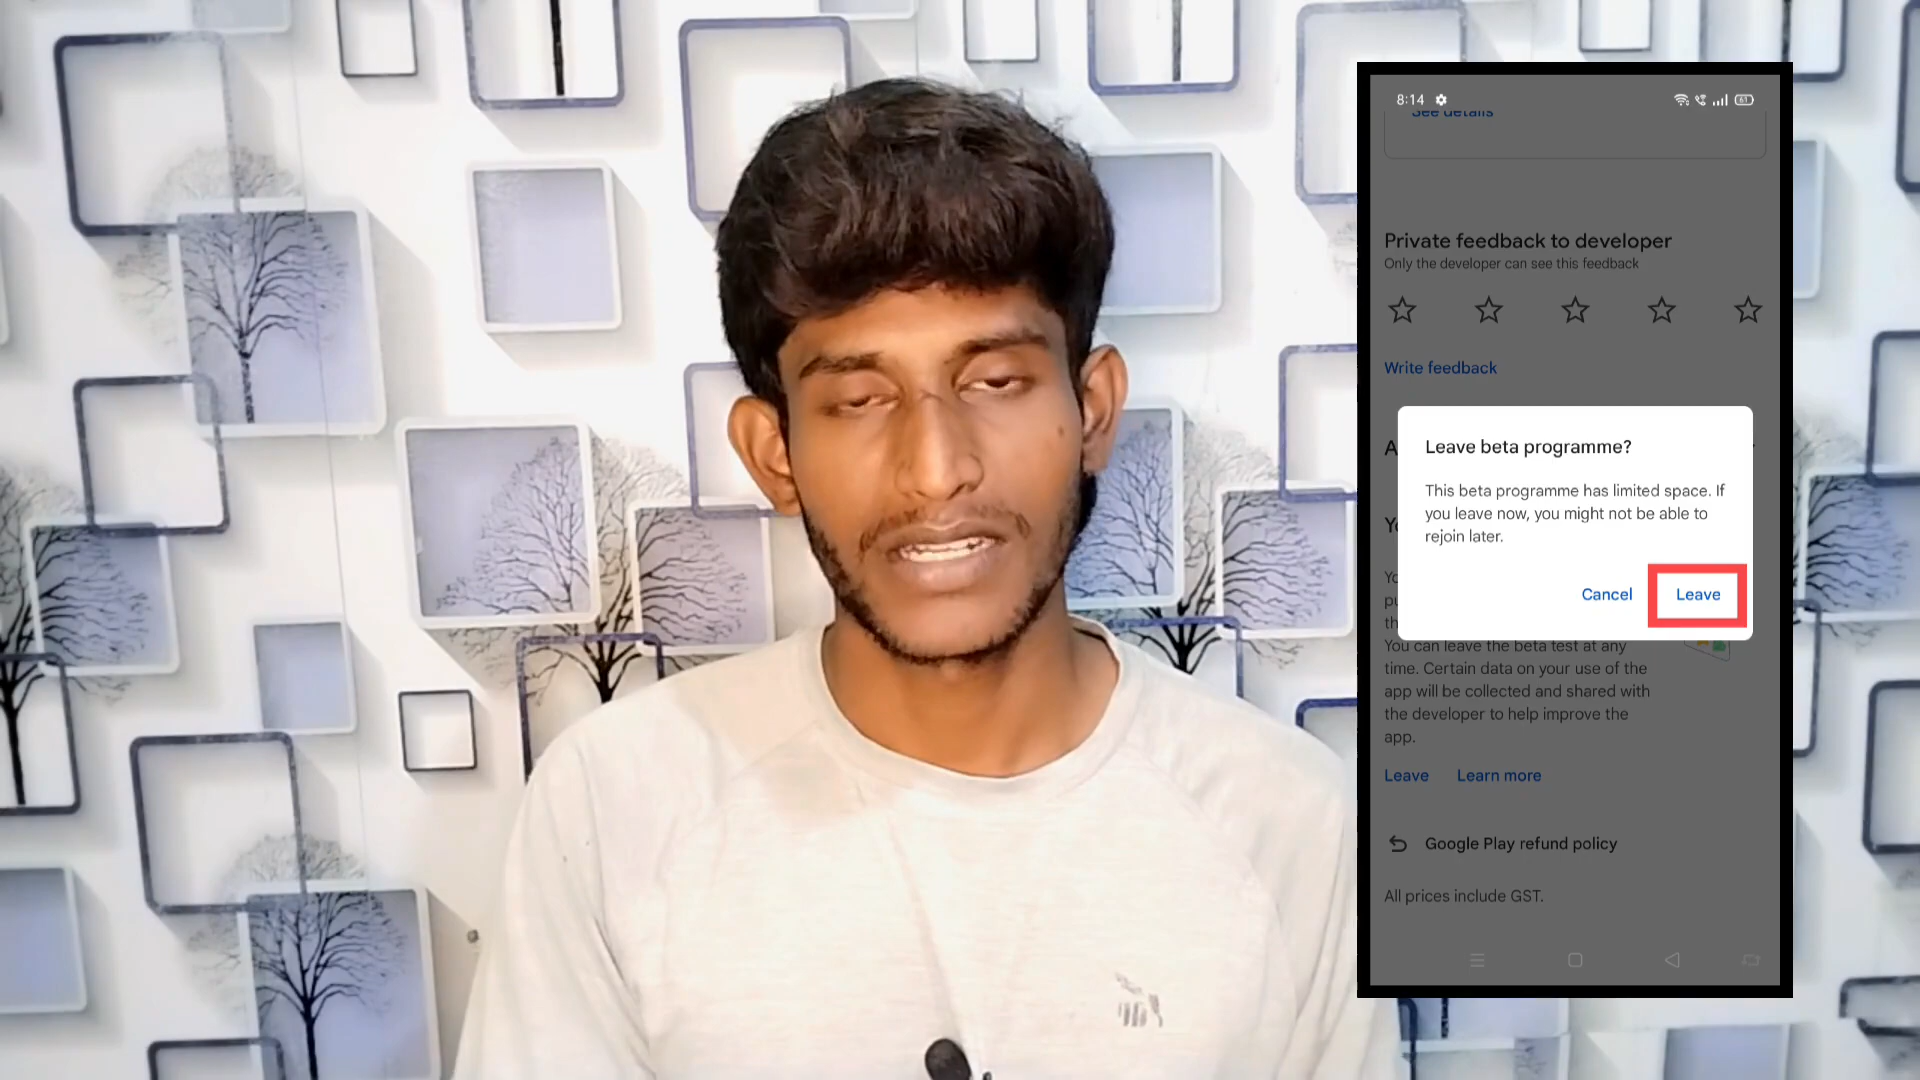 8:14
61
See details
Private feedback to developer
Only the developer can see this feedback
Write feedback
Leave beta programme?
This beta programme has limited space. If
you leave now, you might not be able to
rejoin later.
Cancel
Leave
You can leave the beta test at any
time. Certain data on your use of the
app will be collected and shared with
the developer to help improve the
app.
Leave
Learn more
Google Play refund policy
All prices include GST.